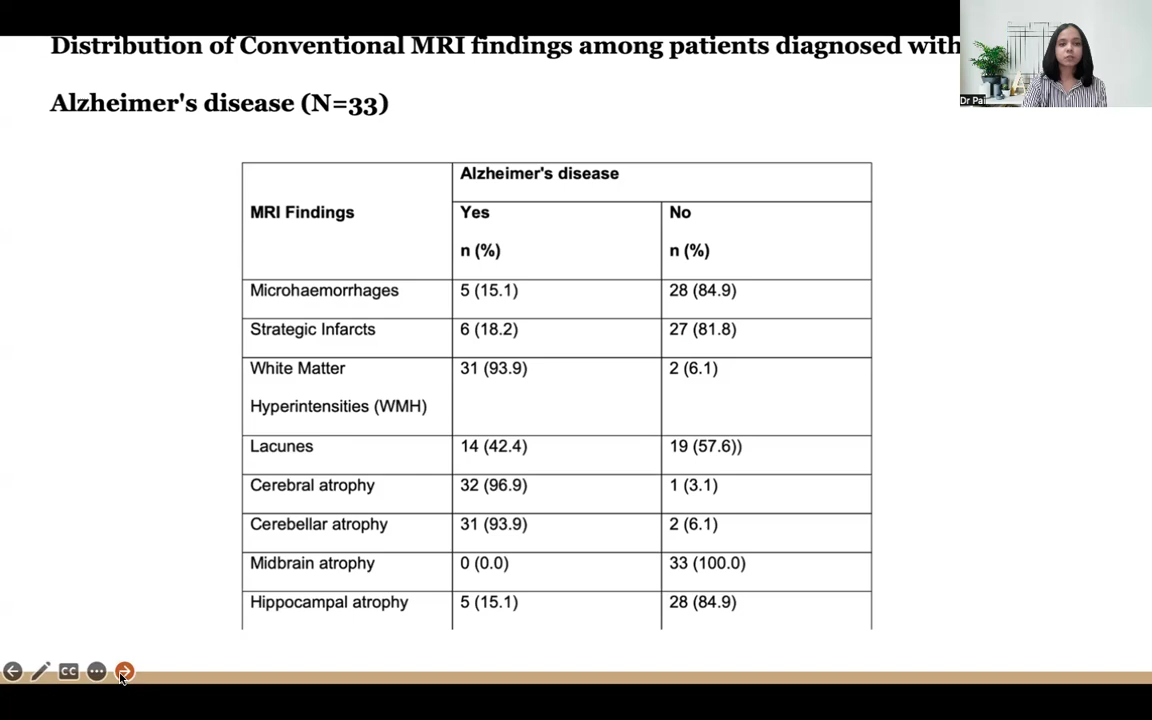 Distribution of Conventional MRI findings among patients diagnosed with
Alzheimer's disease (N=33)
Dr Pal
MRI Findings
Alzheimer's disease
Yes
n (%)
No
n (%)
Microhaemorrhages 5 (15.1) 28 (84.9)
Strategic Infarcts 6 (18.2) 27 (81.8)
White Matter 31 (93.9) 2 (6.1)
Hyperintensities (WMH)
Lacunes 14 (42.4) 19 (57.6))
Cerebral atrophy 32 (96.9) 1 (3.1)
Cerebellar atrophy 31 (93.9) 2 (6.1)
Midbrain atrophy 0 (0.0) 33 (100.0)
Hippocampal atrophy 5 (15.1) 28 (84.9)
CC